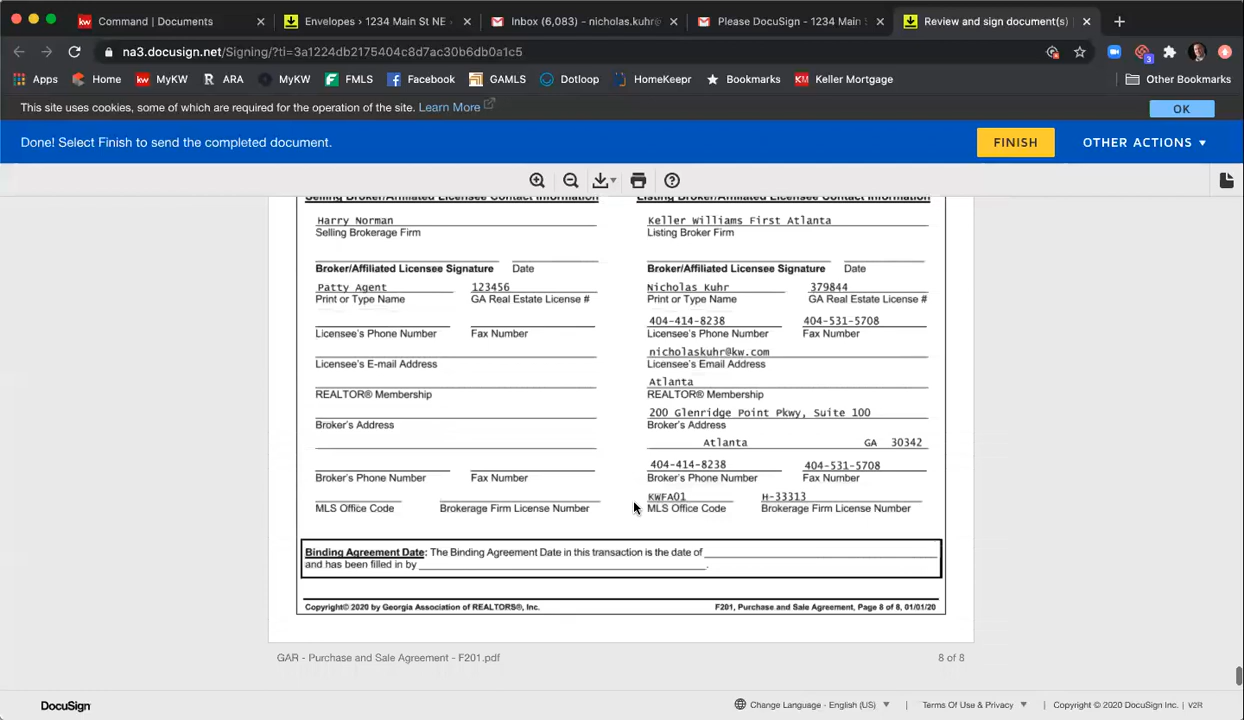 Command | Documents
Envelopes › 1234 Main St NE
Inbox (6,083) - nicholas.kuhr@
Please DocuSign - 1234 Main
Review and sign document(s)
na3.docusign.net/Signing/?ti=3a1224db2175404c8d7ac30b6db0a1c5
3
Apps
Home
kw MyKW
R ARA
MyKW
FMLS
Facebook
GAMLS
Dotloop
HomeKeepr
Bookmarks
KM Keller Mortgage
Other Bookmarks
This site uses cookies, some of which are required for the operation of the site. Learn More
OK
Done! Select Finish to send the completed document.
FINISH
OTHER ACTIONS
Selling Broker/Affiliated Licensee Contact Information
Listing Broker/Affiliated Licensee Contact Information
Harry Norman
Keller Williams First Atlanta
Selling Brokerage Firm
Listing Broker Firm
Broker/Affiliated Licensee Signature Date
Broker/Affiliated Licensee Signature Date
Patty Agent 123456
Nicholas Kuhr 379844
Print or Type Name GA Real Estate License #
Print or Type Name GA Real Estate License #
404-414-8238 404-531-5708
Licensee's Phone Number Fax Number
Licensee's Phone Number Fax Number
nicholaskuhr@kw.com
Licensee's E-mail Address
Licensee's Email Address
Atlanta
REALTOR® Membership
REALTOR® Membership
200 Glenridge Point Pkwy, Suite 100
Broker's Address
Broker's Address
Atlanta GA 30342
404-414-8238 404-531-5708
Broker's Phone Number Fax Number
Broker's Phone Number Fax Number
KWFA01 H-33313
MLS Office Code Brokerage Firm License Number
MLS Office Code Brokerage Firm License Number
Binding Agreement Date: The Binding Agreement Date in this transaction is the date of
and has been filled in by .
Copyright© 2020 by Georgia Association of REALTORS®, Inc.
F201, Purchase and Sale Agreement, Page 8 of 8, 01/01/20
GAR - Purchase and Sale Agreement - F201.pdf
8 of 8
DocuSign
Change Language - English (US)
Terms Of Use & Privacy
Copyright © 2020 DocuSign Inc. | V2R